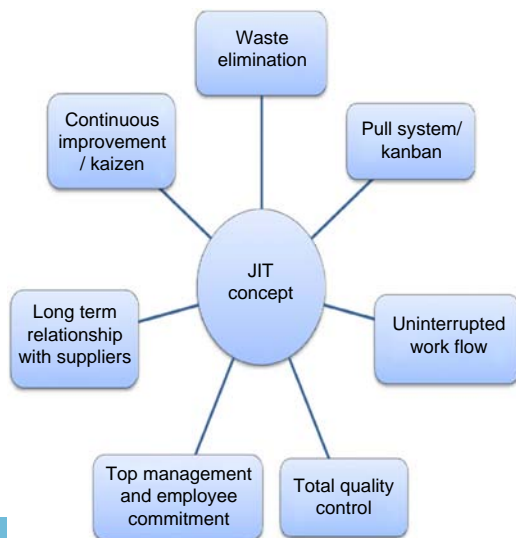 Waste
elimination
Continuous
improvement
/ kaizen
Pull system/
kanban
JIT
concept
Long term
relationship
with suppliers
Uninterrupted
work flow
Top management
and employee
commitment
Total quality
control